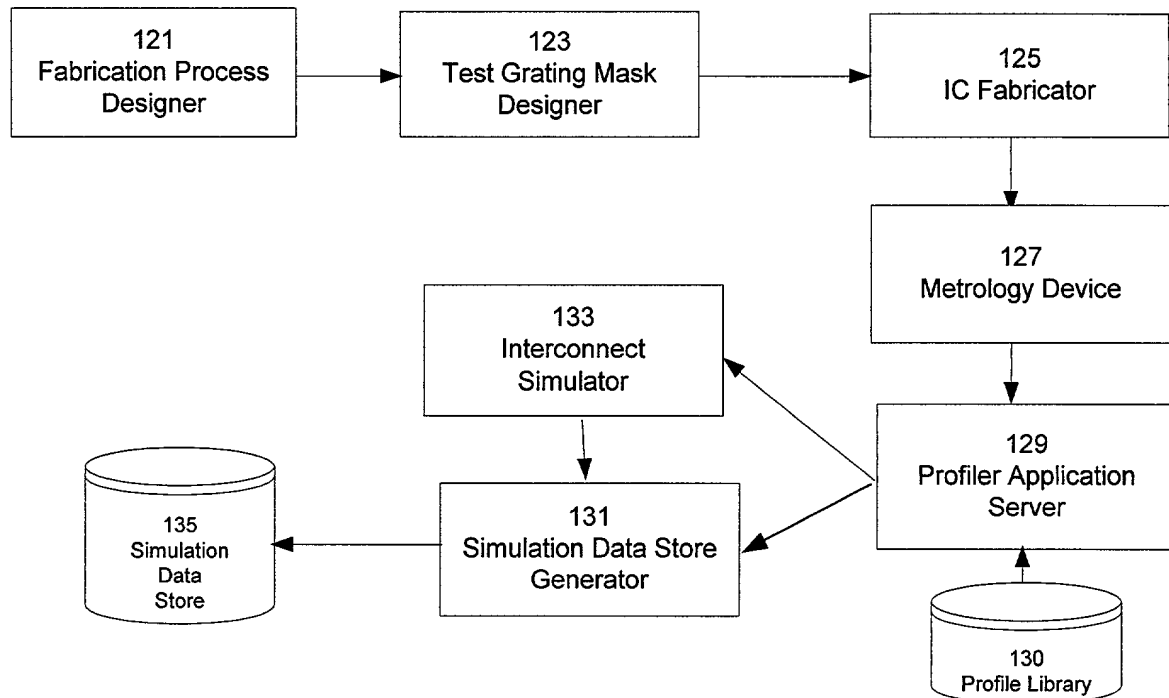 121
Fabrication Process
Designer
123
Test Grating Mask
Designer
125
IC Fabricator
127
Metrology Device
133
Interconnect
Simulator
129
Profiler Application
Server
131
Simulation Data Store
Generator
135
Simulation
Data
Store
130
Profile Library